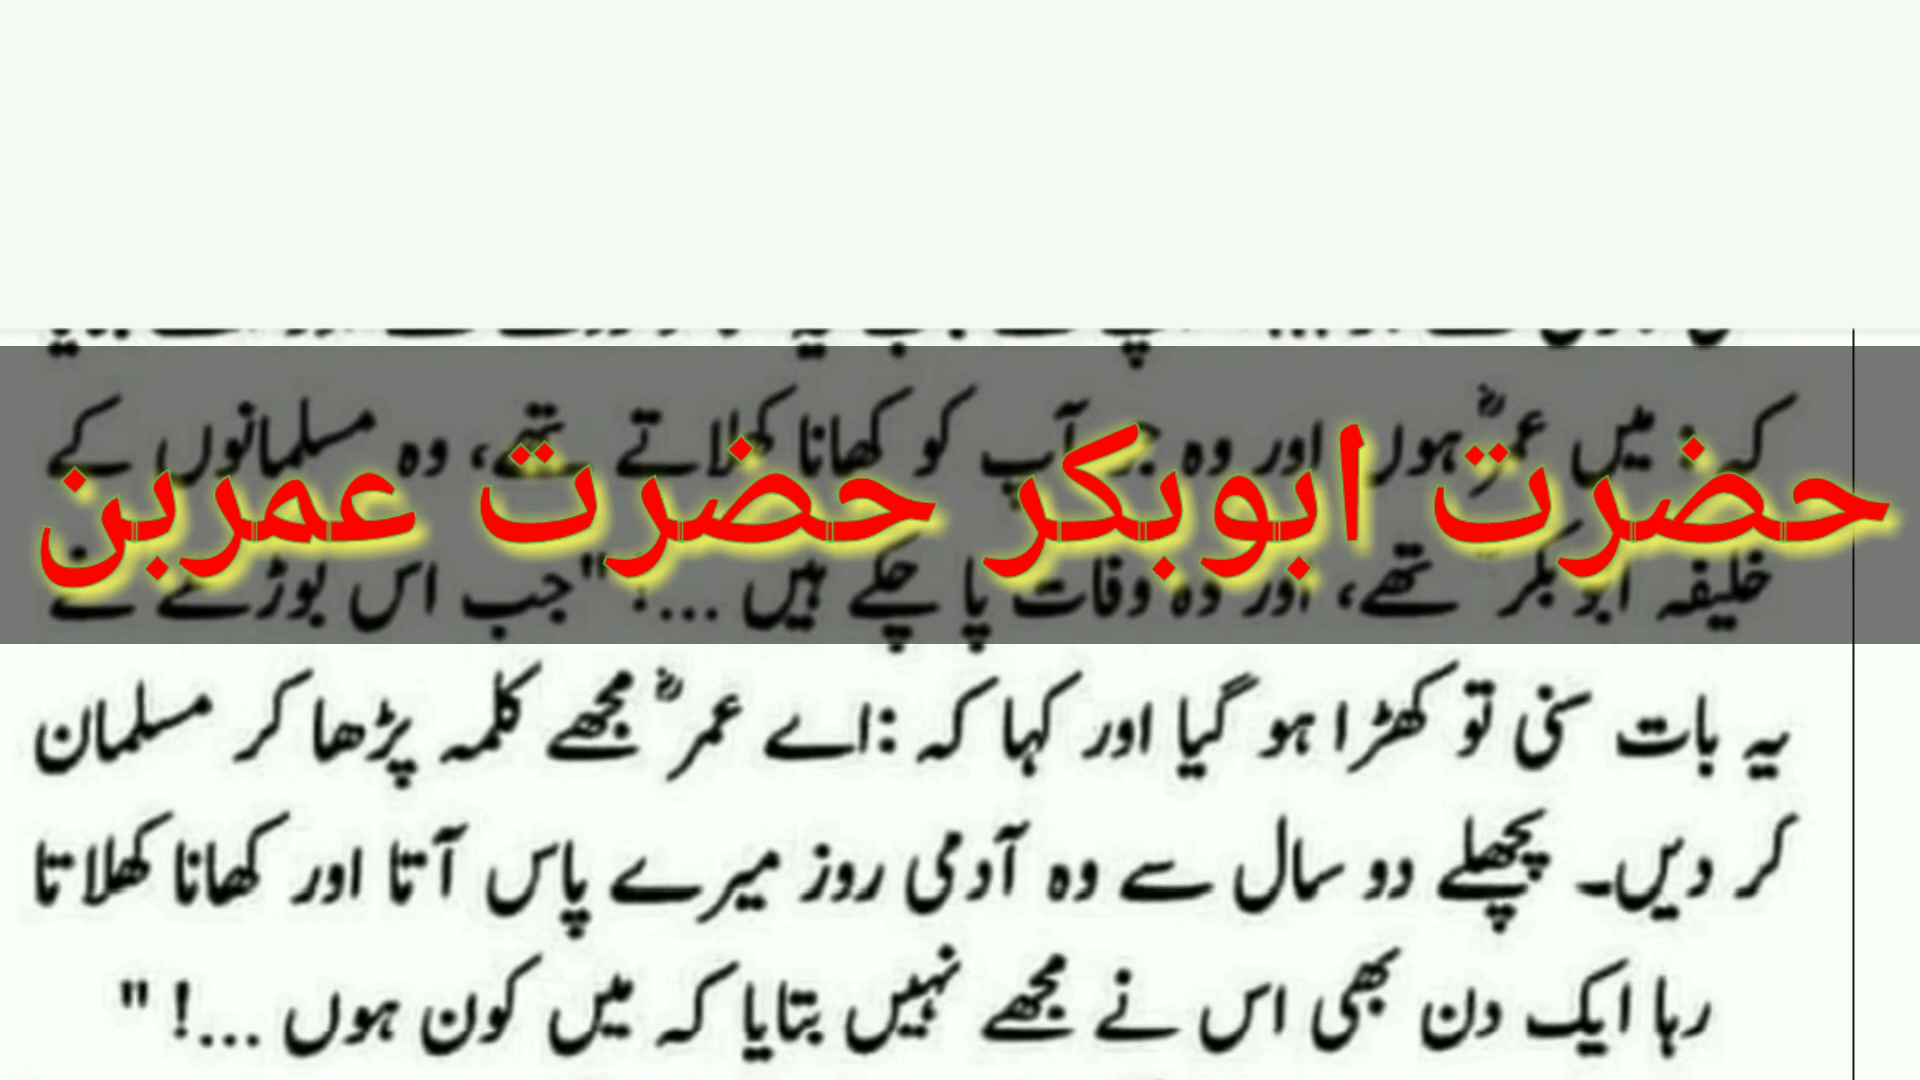 کہ: میں عمرؓ ہوں اور وہ جو آپ کو کھانا کھلاتے تھے، وہ مسلمانوں کے
حضرت ابوبکر حضرت عمربن
خلیفہ ابوبکرؓ تھے، اور وہ وفات پا چکے ہیں ...!"جب اس بوڑھے نے
یہ بات سنی تو کھڑا ہو گیا اور کہا کہ :اے عمرؓ مجھے کلمہ پڑھا کر مسلمان
کر دیں۔ پچھلے دو سال سے وہ آدمی روز میرے پاس آتا اور کھانا کھلاتا
رہا ایک دن بھی اس نے مجھے نہیں بتایا کہ میں کون ہوں ...! "